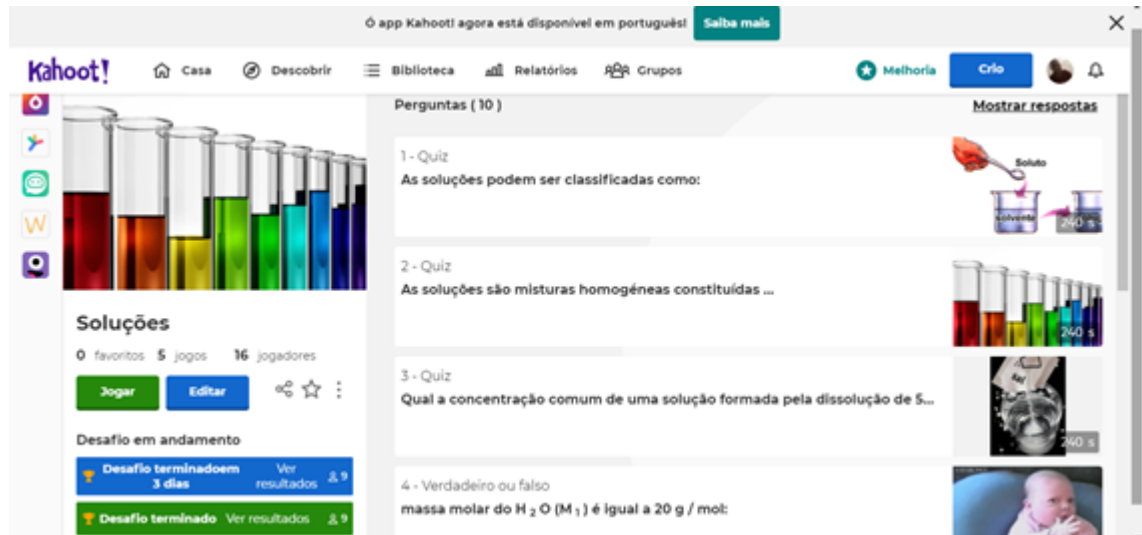 O app Kahoot! agora está disponível em português! Saiba mais
Kahoot! Casa Descobrir Biblioteca Relatórios Grupos Melhoria Crio
Perguntas ( 10 ) Mostrar respostas
1 - Quiz
As soluções podem ser classificadas como:
Soluto
solvente
240 s
2 - Quiz
As soluções são misturas homogéneas constituídas ...
240 s
3 - Quiz
Qual a concentração comum de uma solução formada pela dissolução de 5...
sal
240 s
4 - Verdadeiro ou falso
massa molar do H 2 O (M 1 ) é igual a 20 g / mol:
W
Soluções
0 favoritos 5 jogos 16 jogadores
Jogar Editar
Desafio em andamento
Desafio terminadoem
3 dias
Ver
resultados
9
Desafio terminado Ver resultados 9